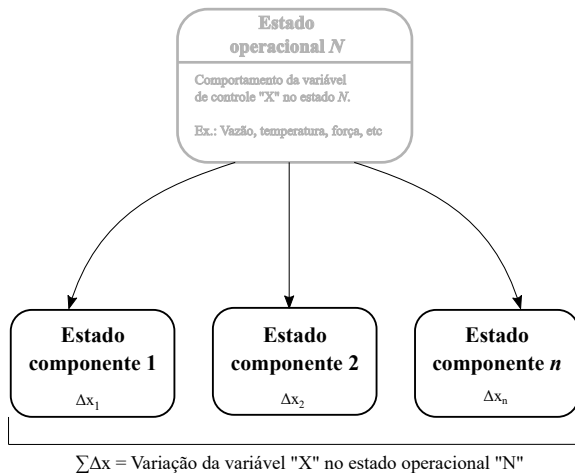 Estado
operacional N
Comportamento da variável
de controle "X" no estado N.
Ex.: Vazão, temperatura, força, etc
Estado
componente 1
Δx₁
Estado
componente 2
Δx₂
Estado
componente n
Δxₙ
∑Δx = Variação da variável "X" no estado operacional "N"